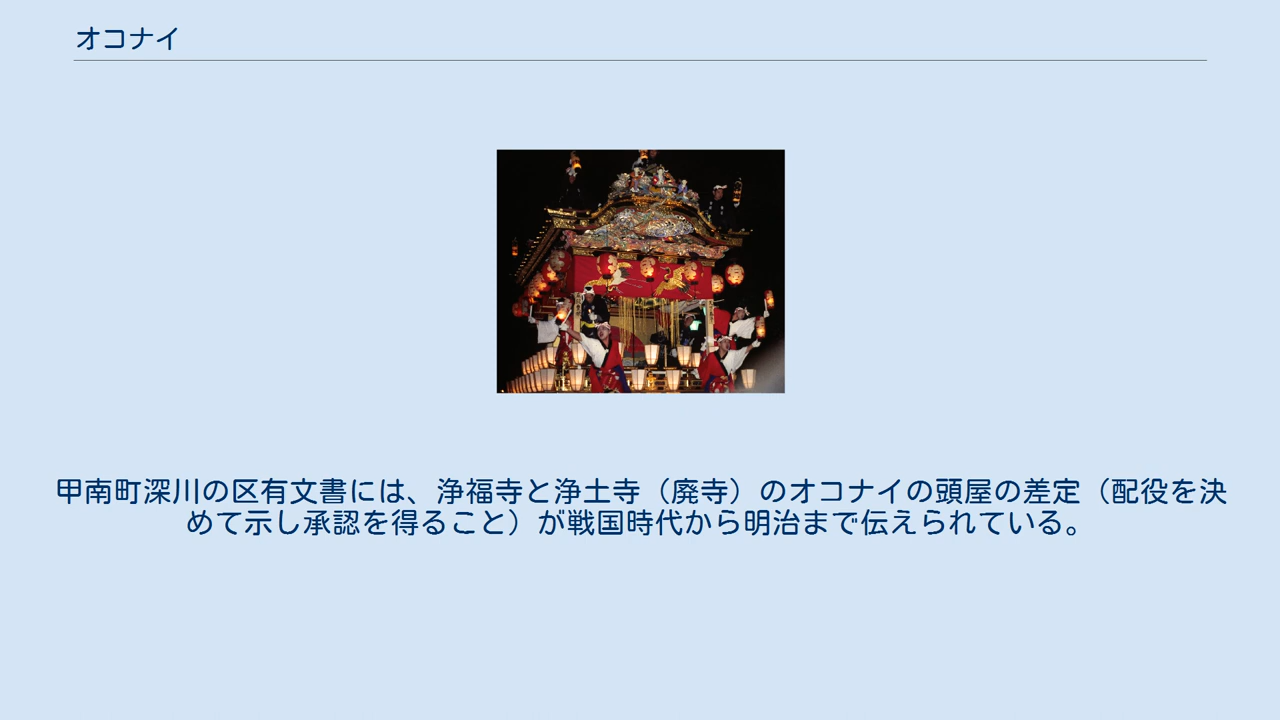 オコナイ
甲南町深川の区有文書には、浄福寺と浄土寺（廃寺）のオコナイの頭屋の差定（配役を決
めて示し承認を得ること）が戦国時代から明治まで伝えられている。